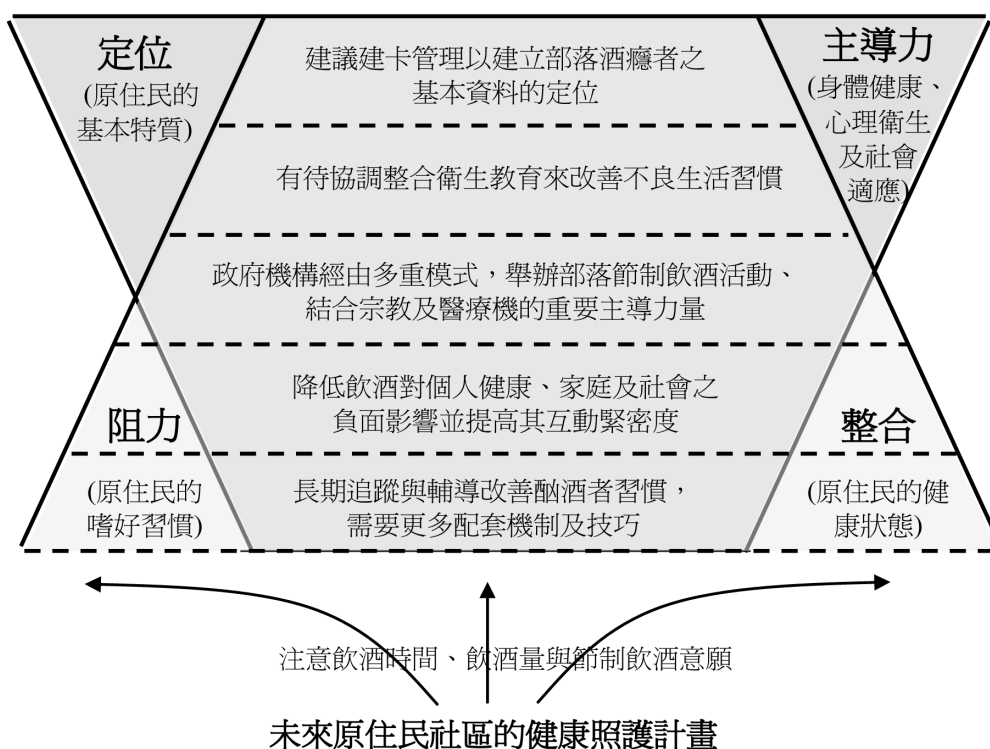 定位
(原住民的
基本特質)
建議建卡管理以建立部落酒癮者之
基本資料的定位
主導力
(身體健康、
心理衛生
及社會
適應)
有待協調整合衛生教育來改善不良生活習慣
政府機構經由多重模式，舉辦部落節制飲酒活動、
結合宗教及醫療機的重要主導力量
降低飲酒對個人健康、家庭及社會之
負面影響並提高其互動緊密度
阻力
(原住民的
嗜好習慣)
長期追蹤與輔導改善酗酒者習慣，
需要更多配套機制及技巧
整合
(原住民的健
康狀態)
注意飲酒時間、飲酒量與節制飲酒意願
未來原住民社區的健康照護計畫